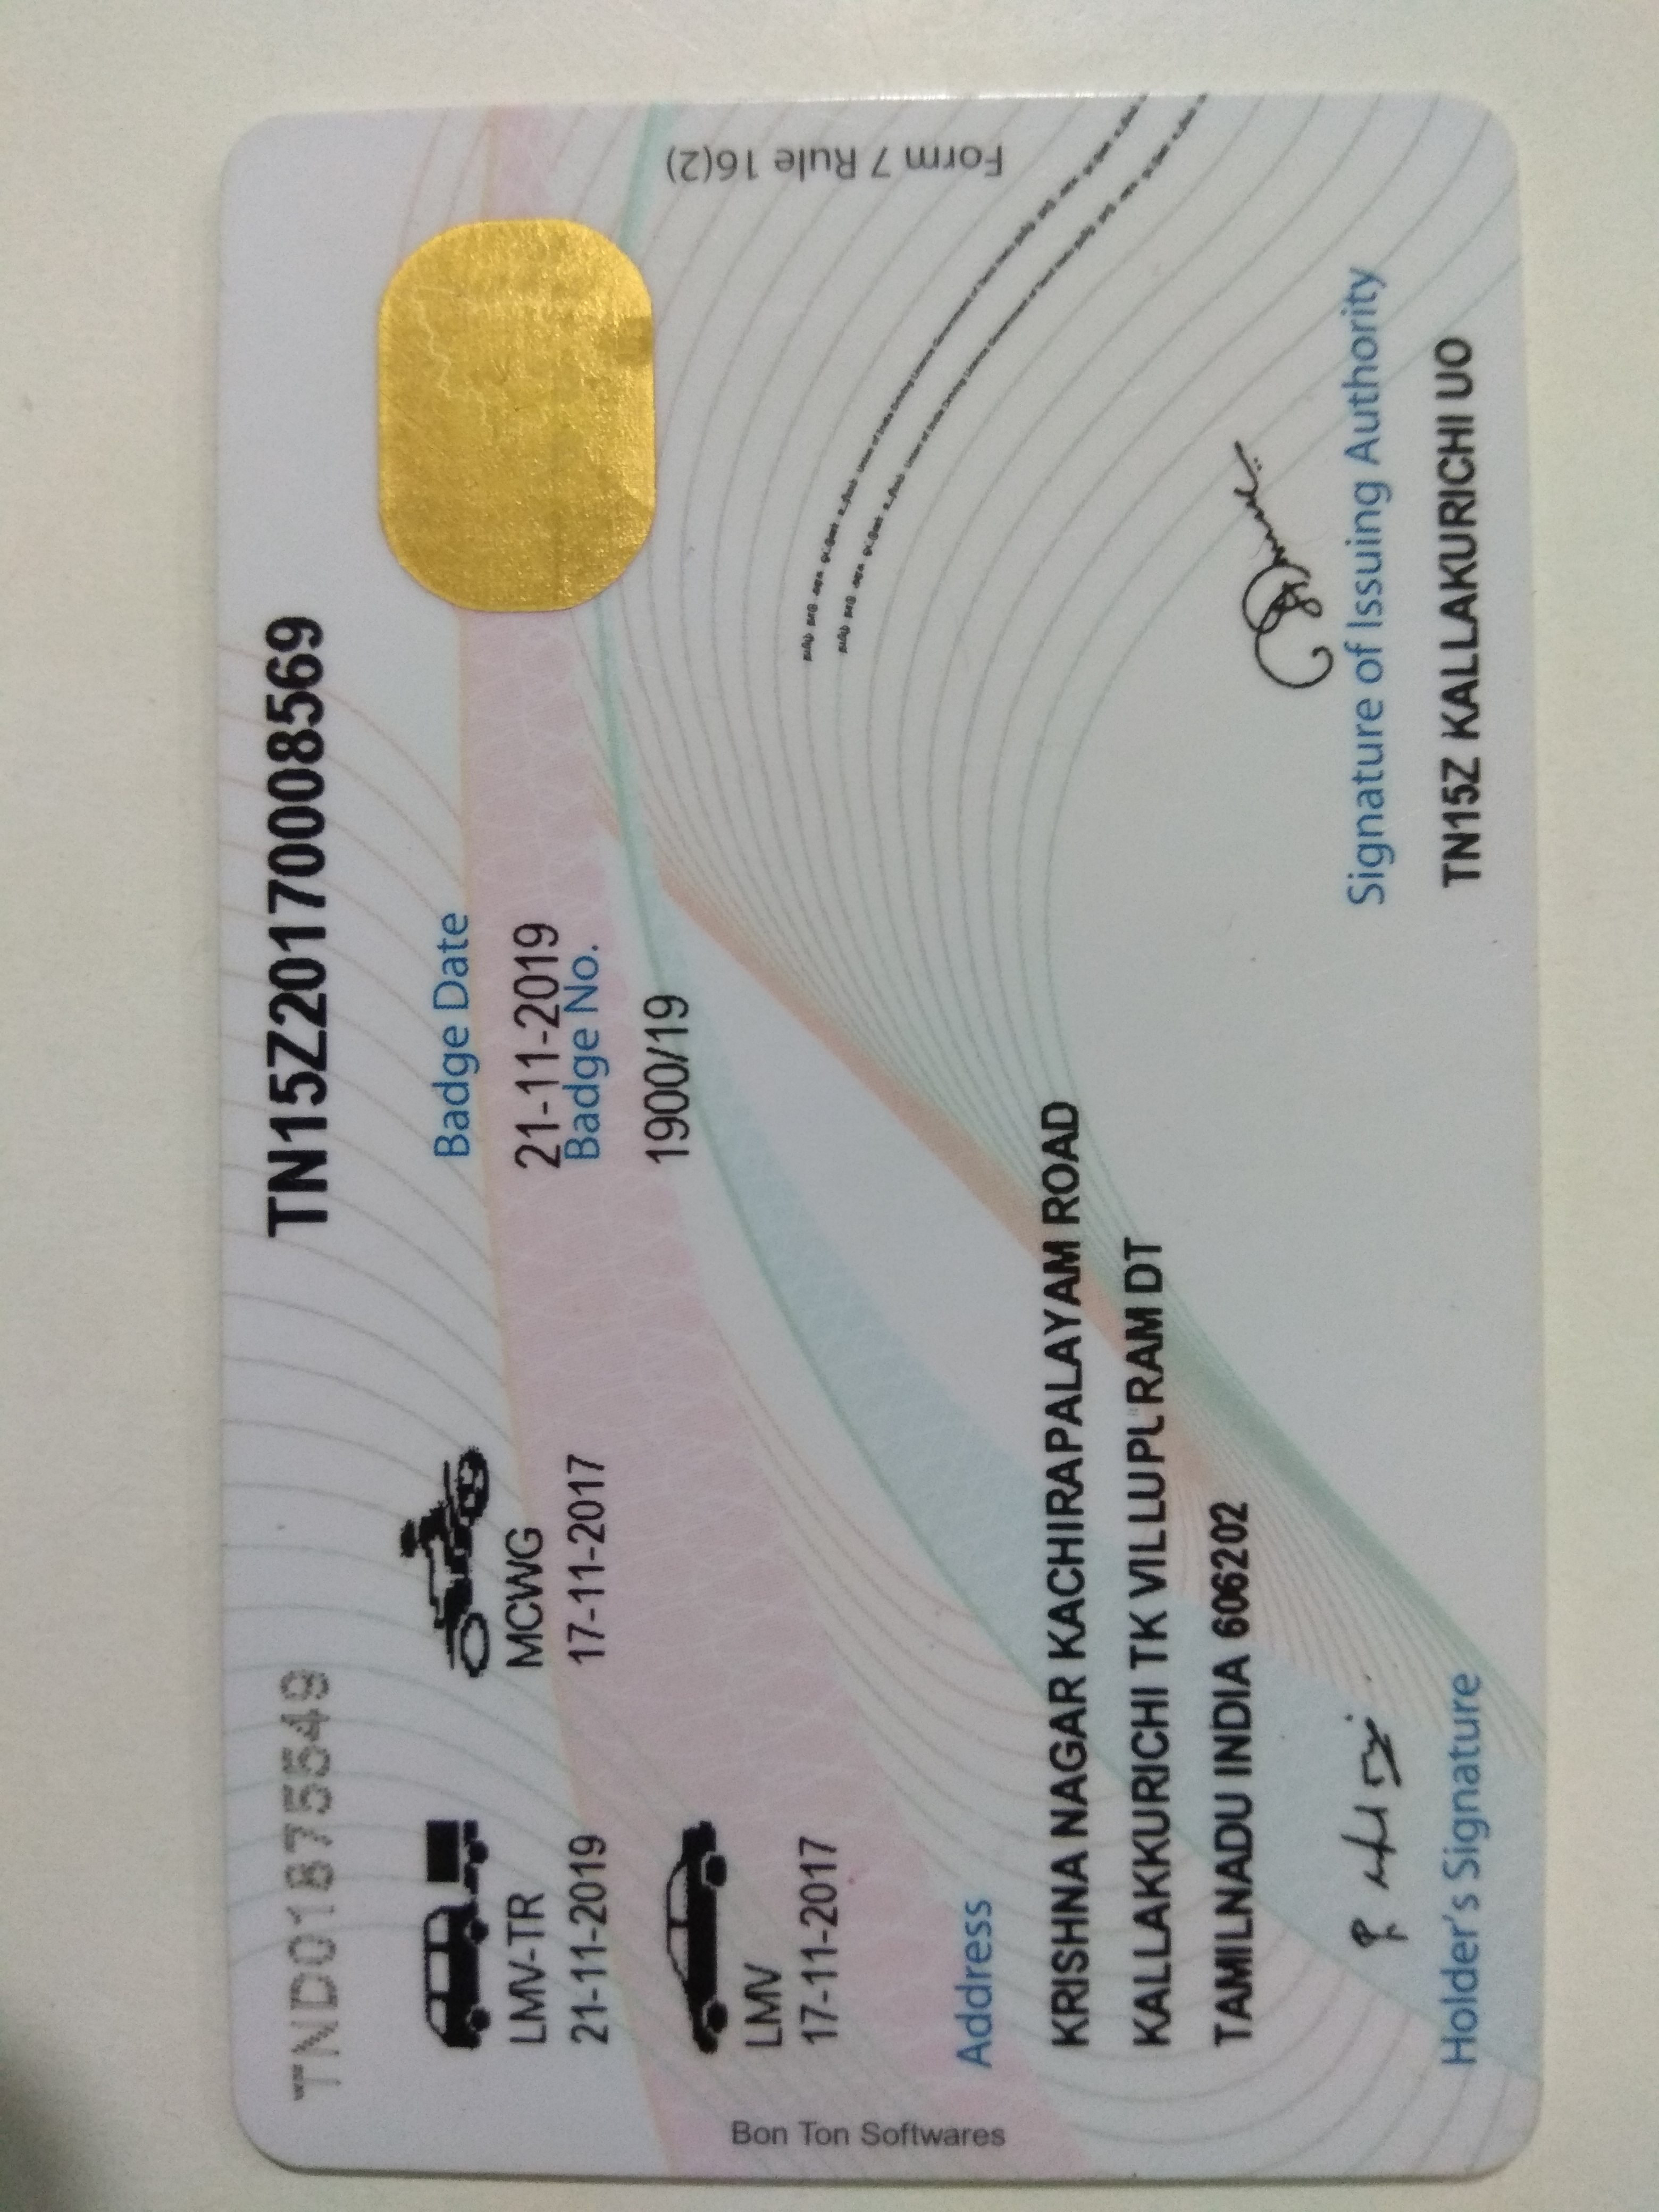 TND01875549
TN15Z20170008569
LMV-TR
21-11-2019
MCWG
17-11-2017
Badge Date
21-11-2019
Badge No.
1900/19
LMV
17-11-2017
Address
KRISHNA NAGAR KACHIRAPALAYAM ROAD
KALLAKKURICHI TK VILLUPURAM DT
TAMILNADU INDIA 606202
Holder's Signature
Signature of Issuing Authority
TN15Z KALLAKURICHI UO
Bon Ton Softwares
Form 7 Rule 16(2)